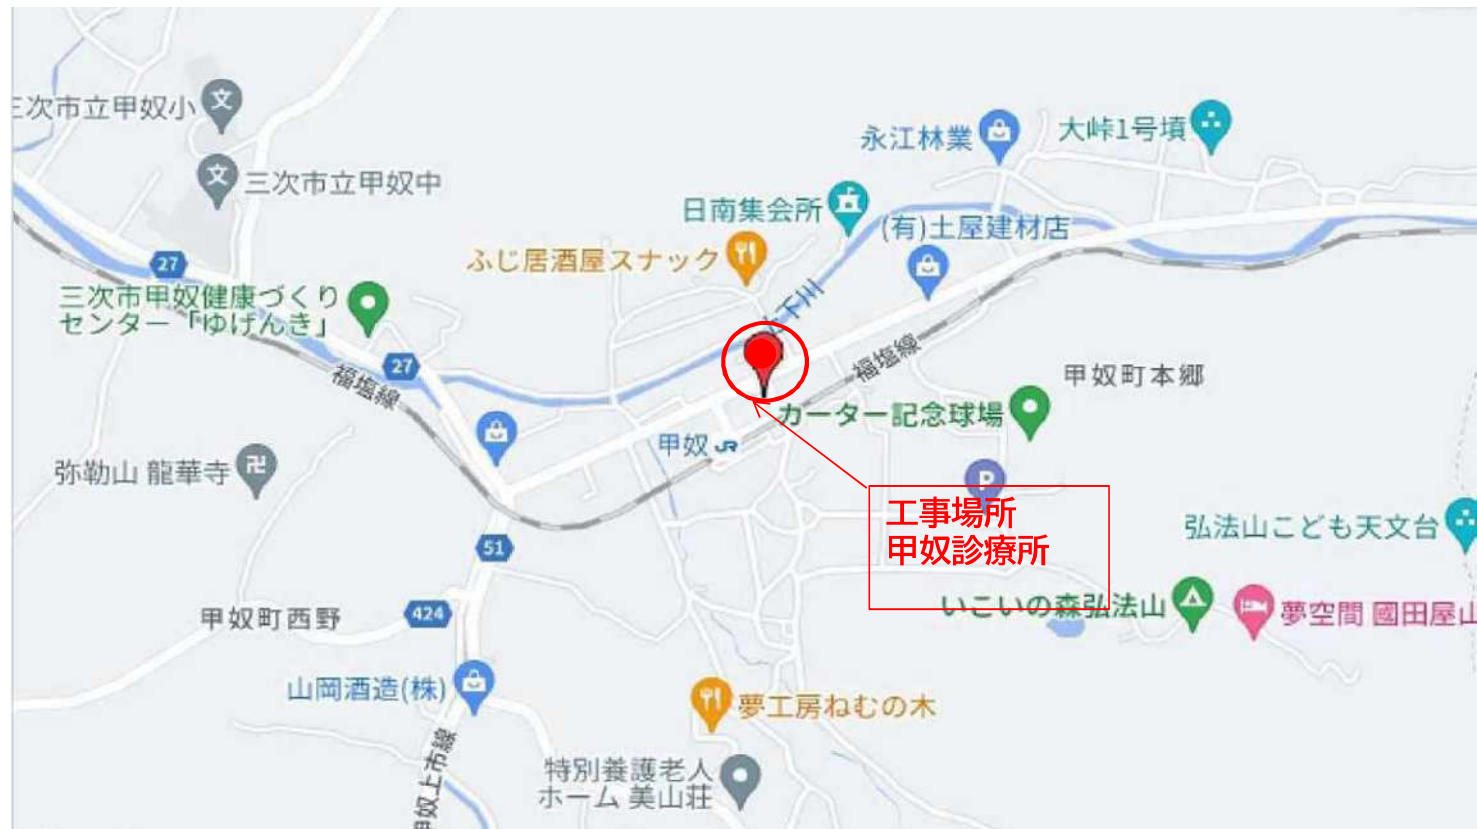 三次市立甲奴小
文
永江林業
大峠1号墳
文
三次市立甲奴中
日南集会所
(有)土屋建材店
27
ふじ居酒屋スナック
三次市甲奴健康づくり
センター「ゆげんき」
27
福塩線
福塩線
甲奴町本郷
カーター記念球場
甲奴
JR
弥勒山 龍華寺
卍
P
工事場所
甲奴診療所
弘法山こども天文台
51
424
甲奴町西野
いこいの森弘法山
夢空間 國田屋山
山岡酒造(株)
夢工房ねむの木
甲奴上市線
特別養護老人
ホーム 美山荘